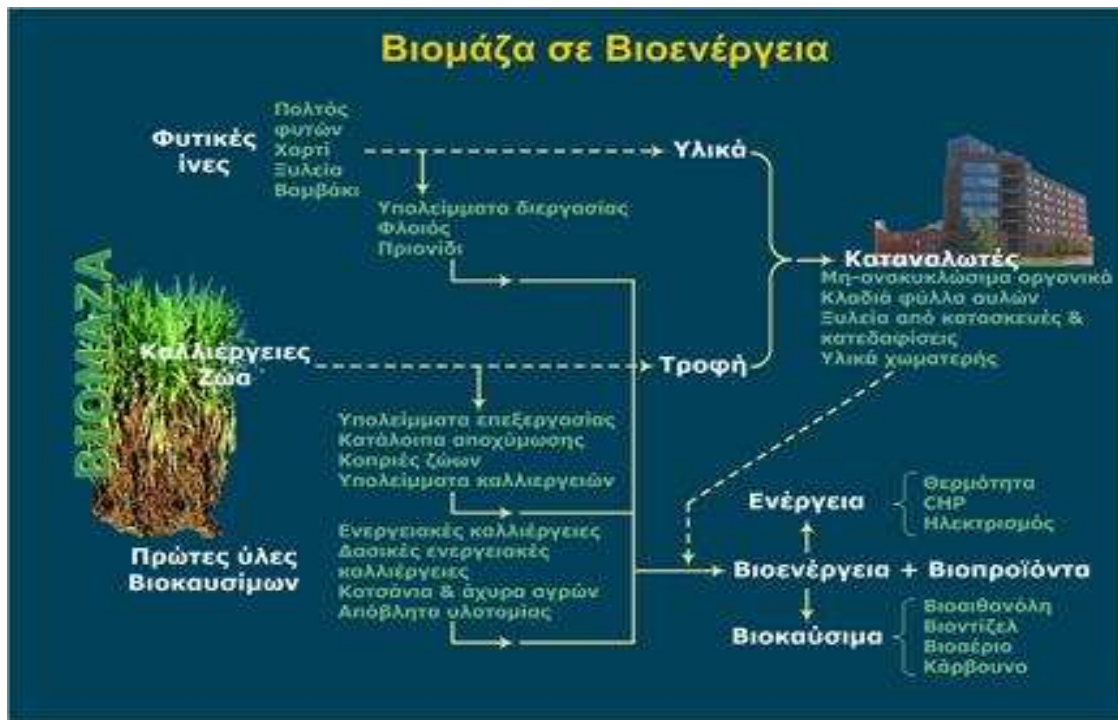 Βιομάζα σε Βιοενέργεια
Φυτικές
ίνες
Πολτός
φυτών
Χαρτί
Ξυλεία
Βαμβάκι
Υλικά
Υπολείμματα διεργασίας
Φλοιός
Πριονίδι
Καταναλωτές
Μη-ανακυκλώσιμα οργανικά
Κλαδιά φύλλα αυλών
Ξυλεία από κατασκευές &
κατεδαφίσεις
Υλικά χωματερής
ΒΙΟΜΑΖΑ
Καλλιέργειες
Ζώα
Τροφή
Υπολείμματα επεξεργασίας
Κατάλοιπα αποχύμωσης
Κοπριές ζώων
Υπολείμματα καλλιεργειών
Πρώτες ύλες
Βιοκαυσίμων
Ενεργειακές καλλιέργειες
Δασικές ενεργειακές
καλλιέργειες
Κοτσάνια & άχυρα αγρών
Απόβλητα υλοτομίας
Ενέργεια
Θερμότητα
CHP
Ηλεκτρισμός
Βιοενέργεια + Βιοπροϊόντα
Βιοκαύσιμα
Βιοαιθανόλη
Βιοντίζελ
Βιοαέριο
Κάρβουνο